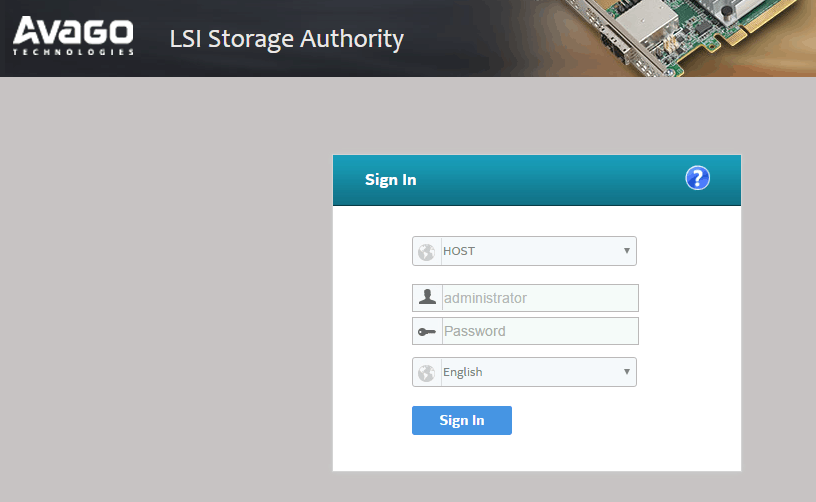 AVAGO
TECHNOLOGIES
LSI Storage Authority
Sign In
?
HOST
administrator
Password
English
Sign In